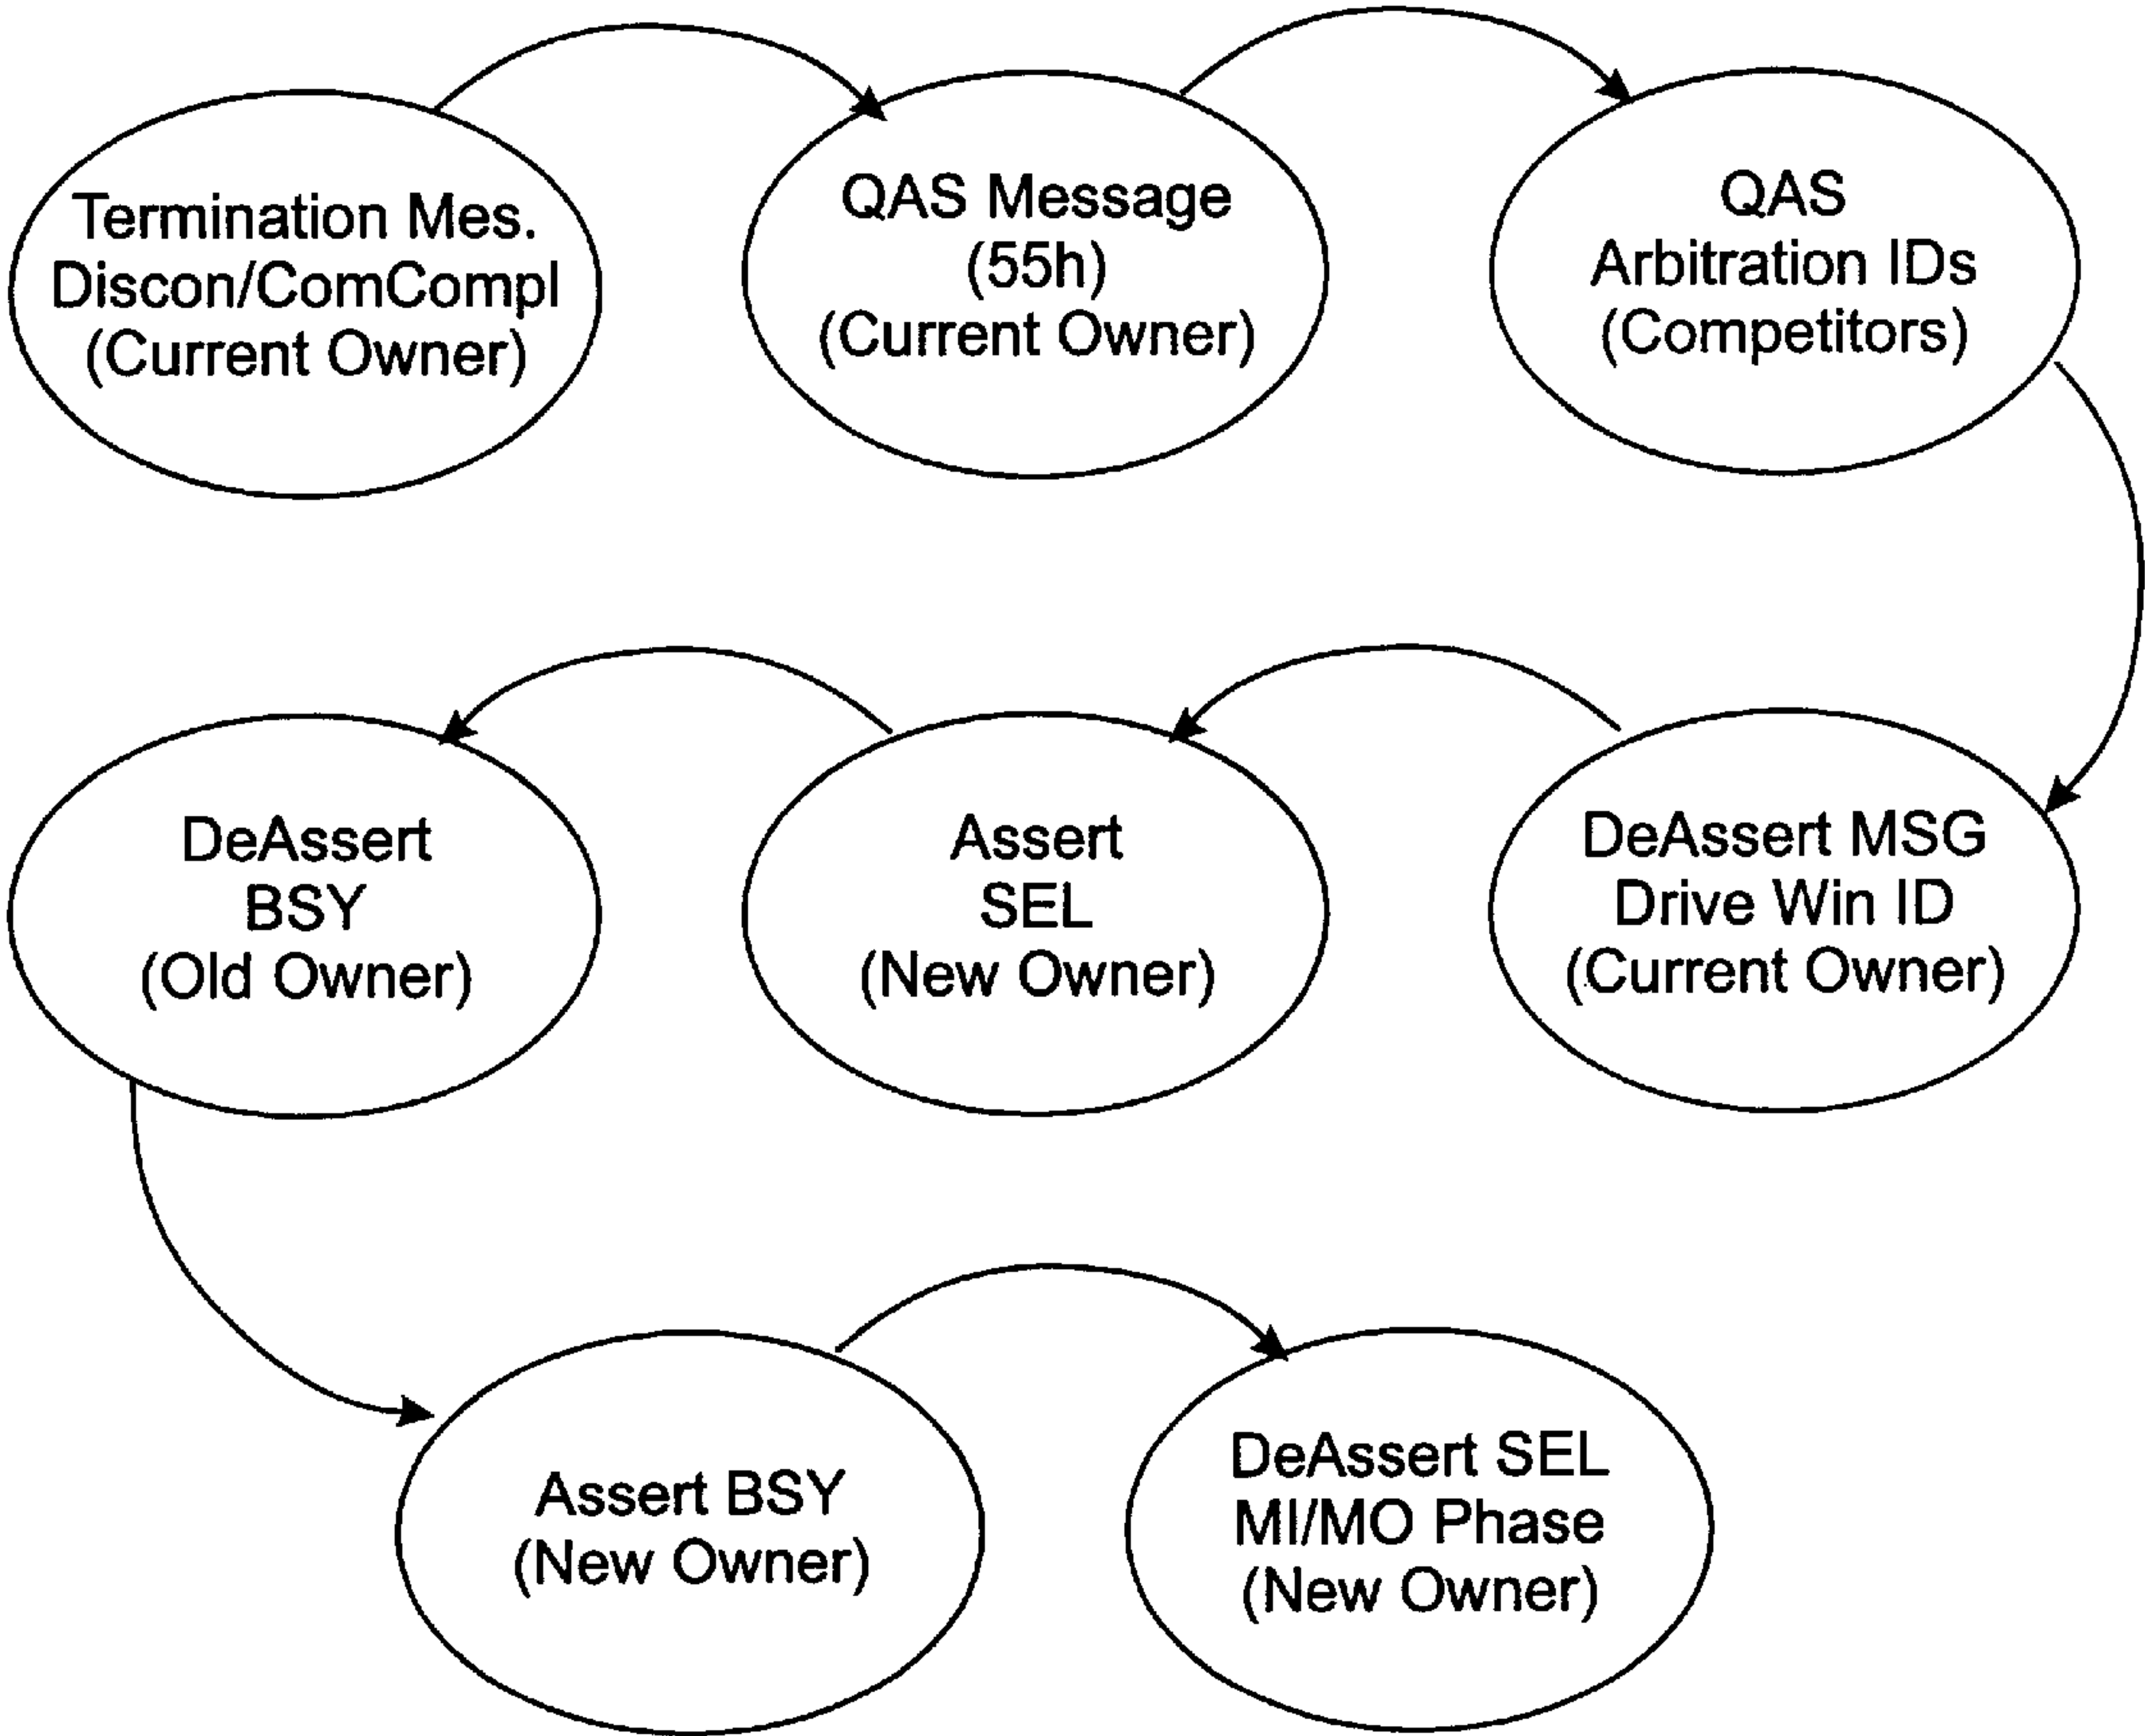 Termination Mes.
Discon/ComCompl
(Current Owner)
QAS Message
(55h)
(Current Owner)
QAS
Arbitration IDs
(Competitors)
DeAssert
BSY
(Old Owner)
Assert
SEL
(New Owner)
DeAssert MSG
Drive Win ID
(Current Owner)
Assert BSY
(New Owner)
DeAssert SEL
MI/MO Phase
(New Owner)